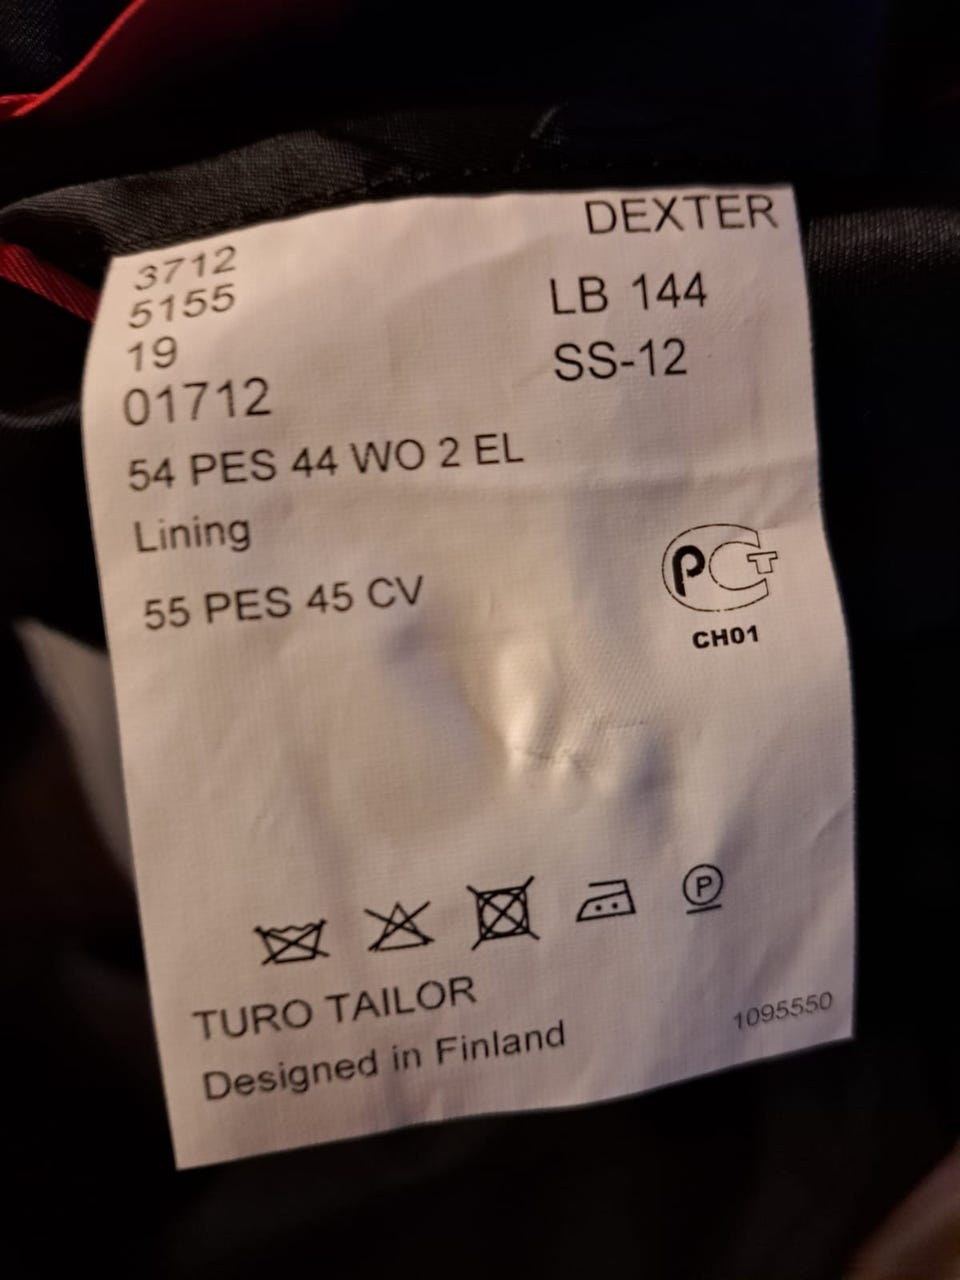 DEXTER
3712
5155
19
01712
LB 144
SS-12
54 PES 44 WO 2 EL
Lining
55 PES 45 CV
РСТ
CH01
P
TURO TAILOR
Designed in Finland
1095550